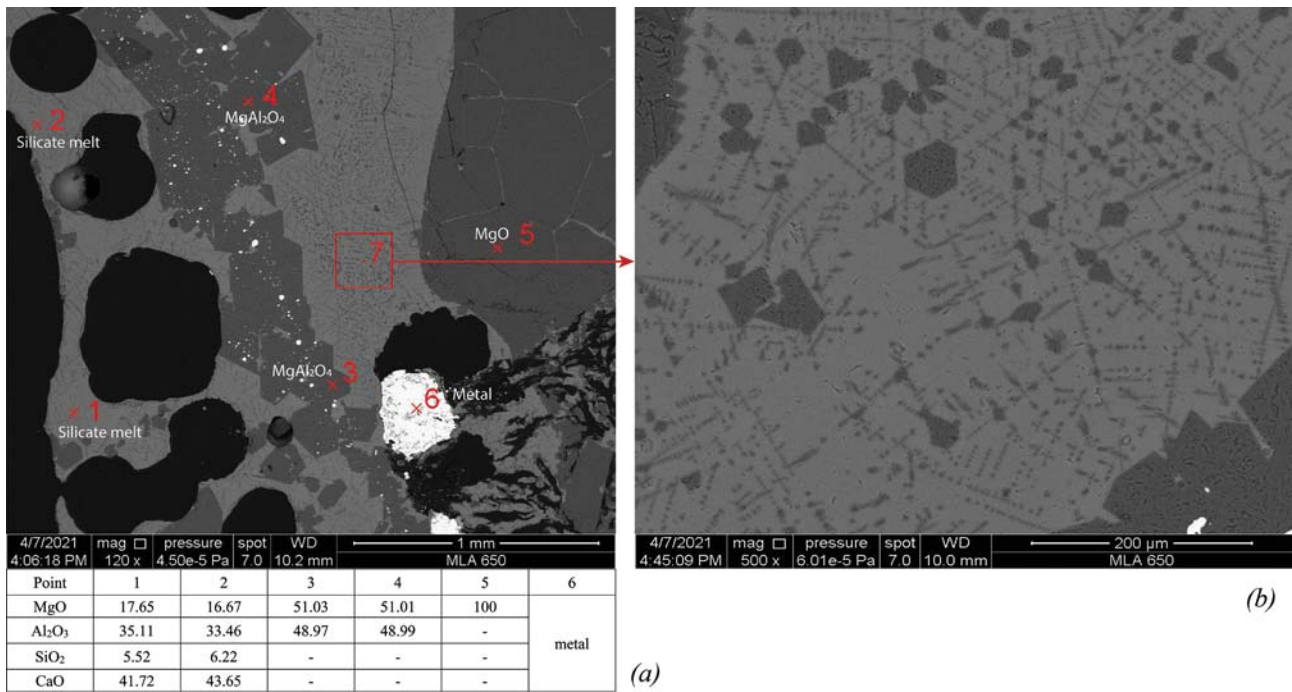 4
MgAl₂O₄
2
Silicate melt
MgO 5
7
MgAl₂O₄ 3
6 Metal
1
Silicate melt
4/7/2021 mag □ pressure spot WD 1 mm
4:06:18 PM 120 x 4.50e-5 Pa 7.0 10.2 mm MLA 650
4/7/2021 mag □ pressure spot WD 200 µm
4:45:09 PM 500 x 6.01e-5 Pa 7.0 10.0 mm MLA 650
Point 1 2 3 4 5 6
MgO 17.65 16.67 51.03 51.01 100
Al₂O₃ 35.11 33.46 48.97 48.99 -
metal
SiO₂ 5.52 6.22 - - -
CaO 41.72 43.65 - - -
(a)
(b)